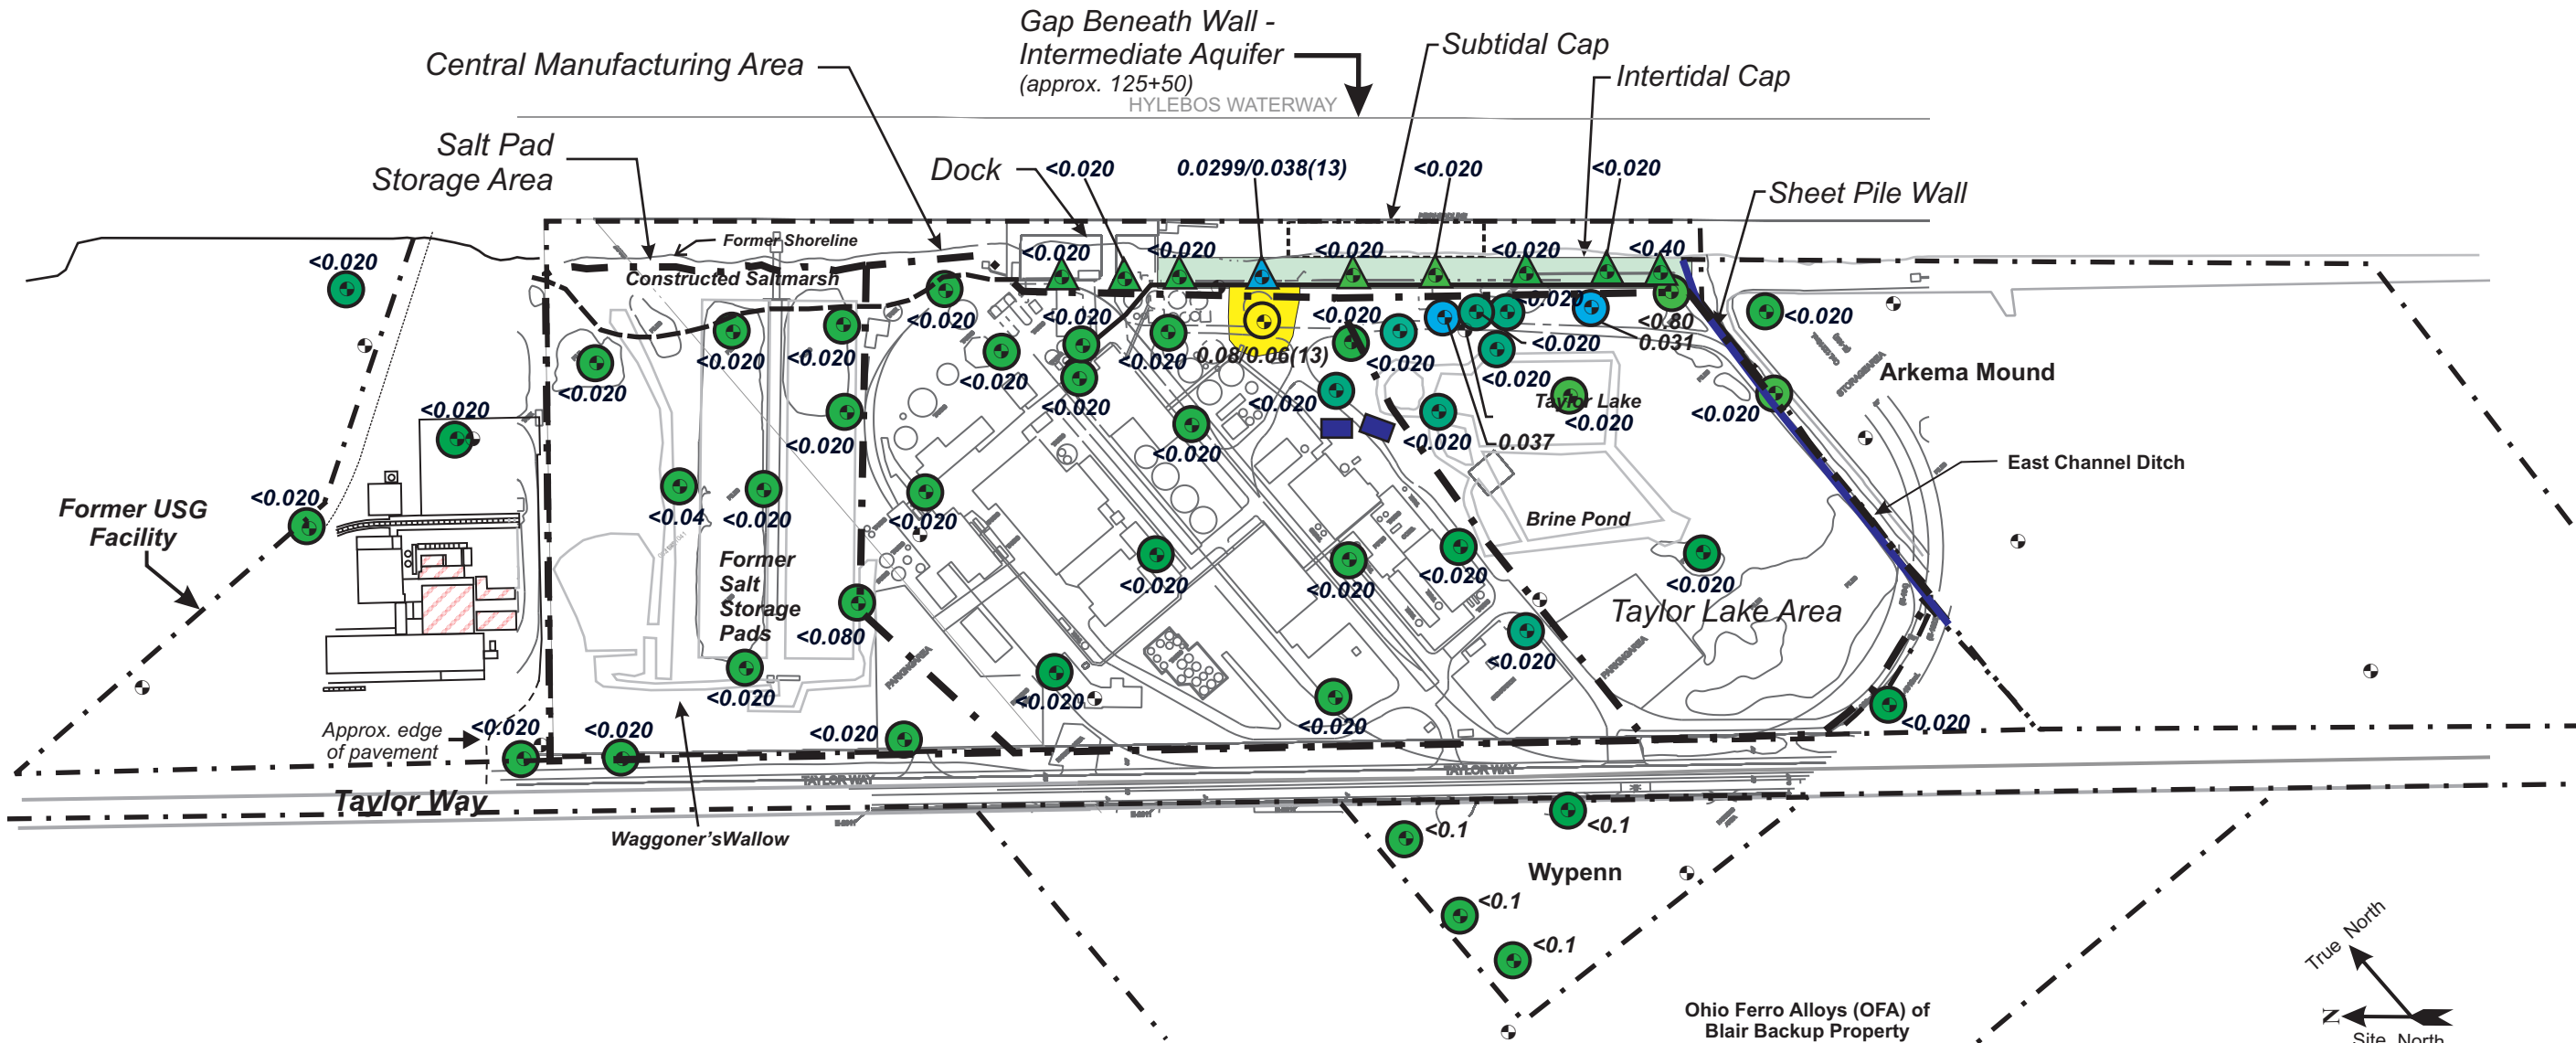 Gap Beneath Wall -
Intermediate Aquifer
(approx. 125+50)
HYLEBOS WATERWAY
Subtidal Cap
Intertidal Cap
Central Manufacturing Area
Salt Pad
Storage Area
Dock
<0.020
0.0299/0.038(13)
<0.020
<0.020
Sheet Pile Wall
Former Shoreline
<0.020
<0.020
<0.020
<0.020
<0.020
<0.40
Constructed Saltmarsh
<0.020
<0.020
<0.020
<0.020
<0.020
<0.80
<0.020
<0.020
<0.020
<0.020
0.08/0.06(13)
<0.020
<0.020
0.031
<0.020
<0.020
<0.020
Arkema Mound
STORAGE AREA
<0.020
<0.020
<0.020
<0.020
Taylor Lake
<0.020
<0.020
<0.020
<0.020
<0.020
<0.020
0.037
East Channel Ditch
<0.020
Former USG
Facility
<0.04
<0.020
<0.020
Brine Pond
Former
Salt
Storage
Pads
<0.020
<0.020
<0.020
<0.020
<0.080
Taylor Lake Area
PARKING AREA
PARKING AREA
<0.020
<0.020
<0.020
<0.020
<0.020
Approx. edge
of pavement
<0.020
<0.020
<0.020
TAYLOR WAY
TAYLOR WAY
Taylor Way
Waggoner'sWallow
<0.1
<0.1
Wypenn
<0.1
<0.1
Ohio Ferro Alloys (OFA) of
Blair Backup Property
True North
N
Site North